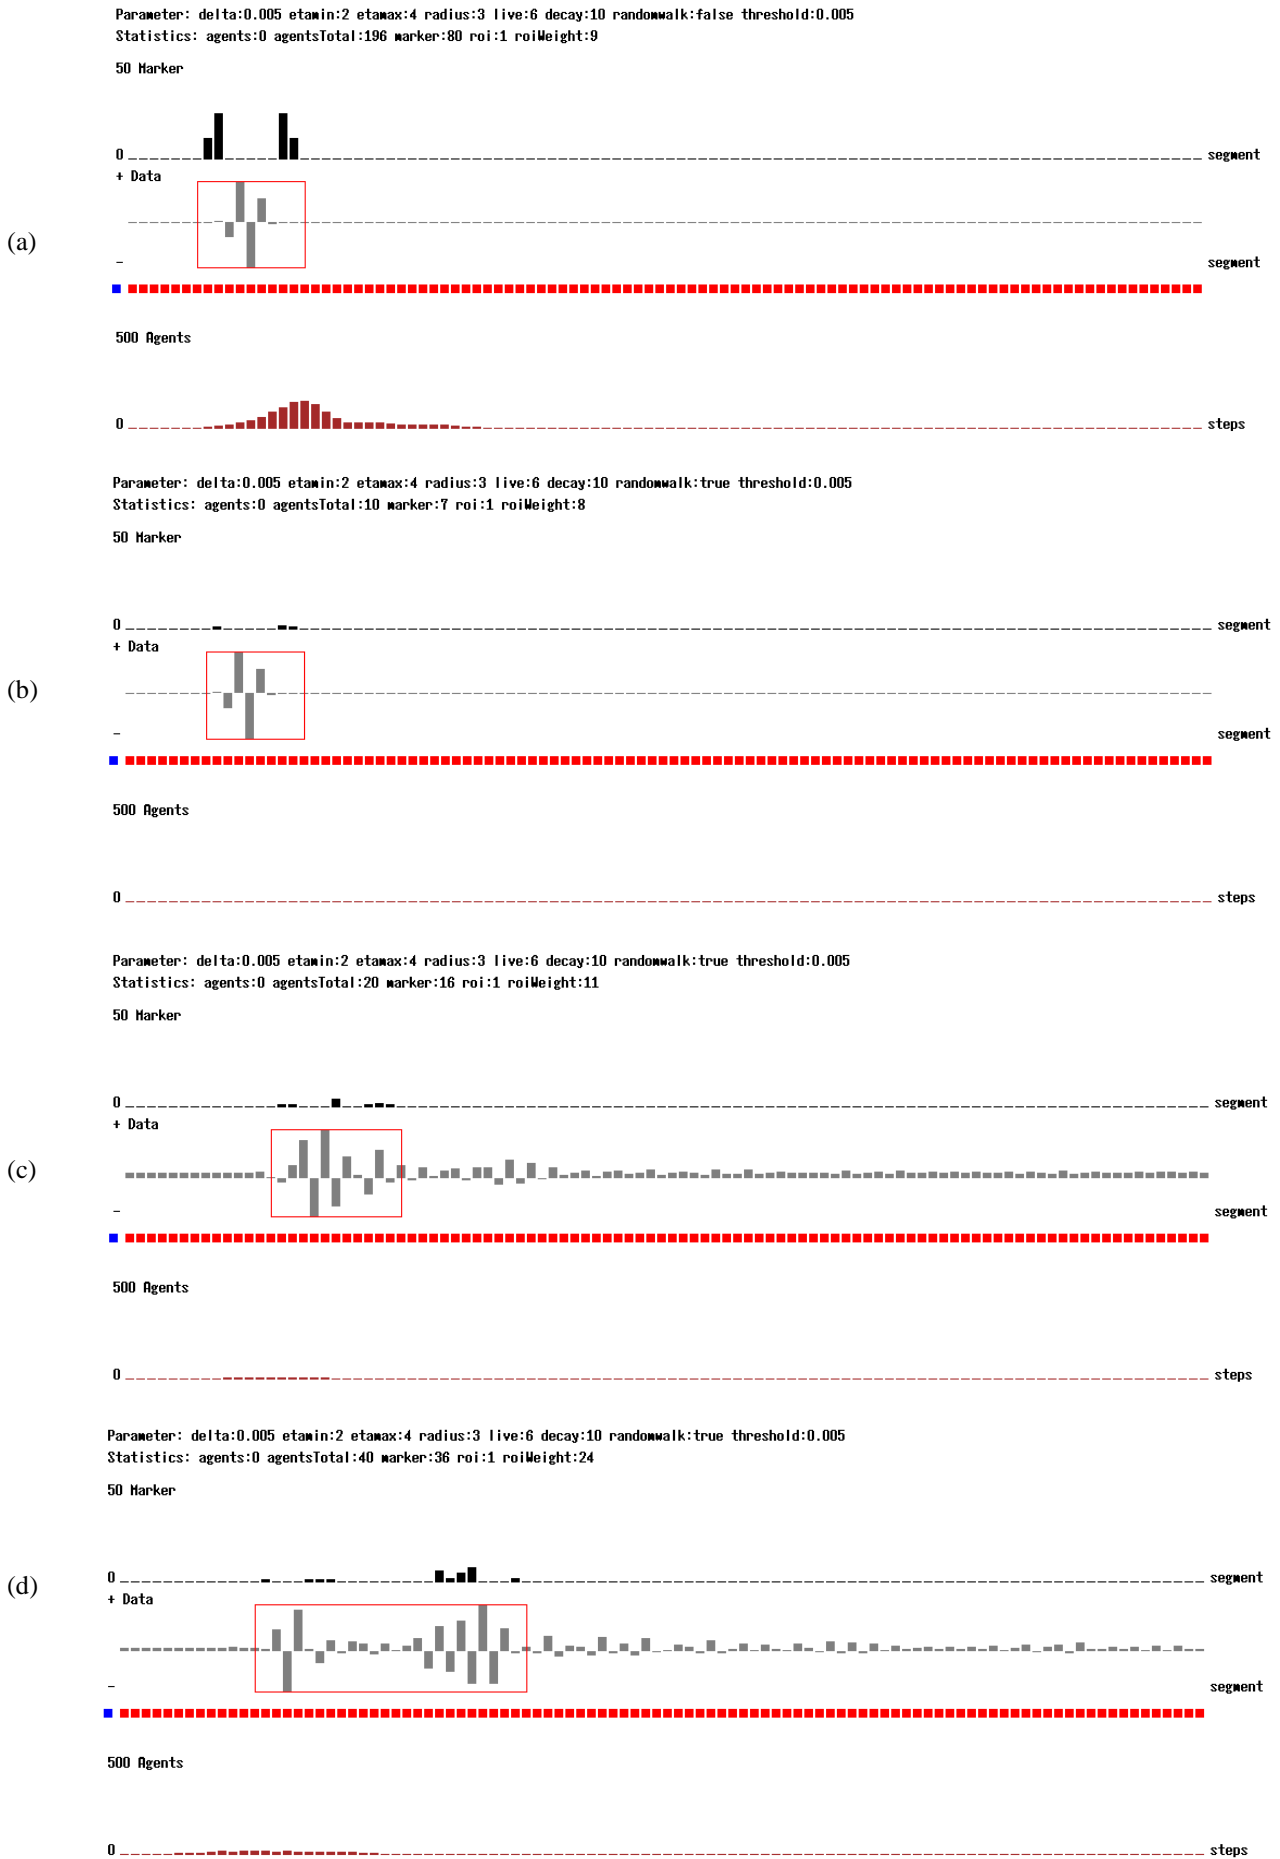 Parameter: delta:0.005 etamin:2 etamax:4 radius:3 live:6 decay:10 randomwalk:false threshold:0.005
Statistics: agents:0 agentsTotal:196 marker:80 roi:1 roiWeight:9
50 Marker
0 segment
+ Data
(a)
- segment
500 Agents
0 steps
Parameter: delta:0.005 etamin:2 etamax:4 radius:3 live:6 decay:10 randomwalk:true threshold:0.005
Statistics: agents:0 agentsTotal:10 marker:7 roi:1 roiWeight:8
50 Marker
0 segment
+ Data
(b)
- segment
500 Agents
0 steps
Parameter: delta:0.005 etamin:2 etamax:4 radius:3 live:6 decay:10 randomwalk:true threshold:0.005
Statistics: agents:0 agentsTotal:20 marker:16 roi:1 roiWeight:11
50 Marker
0 segment
+ Data
(c)
- segment
500 Agents
0 steps
Parameter: delta:0.005 etamin:2 etamax:4 radius:3 live:6 decay:10 randomwalk:true threshold:0.005
Statistics: agents:0 agentsTotal:40 marker:36 roi:1 roiWeight:24
50 Marker
0 segment
(d)
+ Data
- segment
500 Agents
0 steps